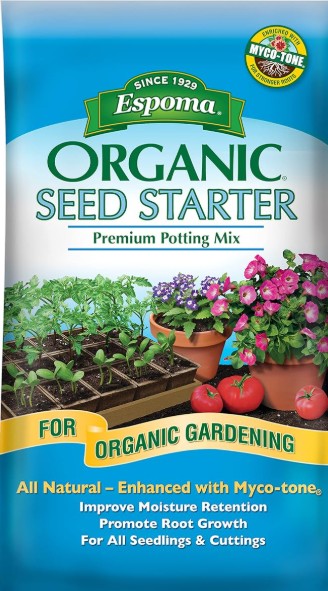 ENRICHED WITH
MYCO-TONE
FOR STRONGER ROOTS
SINCE 1929
Espoma®
ORGANIC®
SEED STARTER
Premium Potting Mix
FOR
ORGANIC GARDENING
All Natural – Enhanced with Myco-tone®
Improve Moisture Retention
Promote Root Growth
For All Seedlings & Cuttings